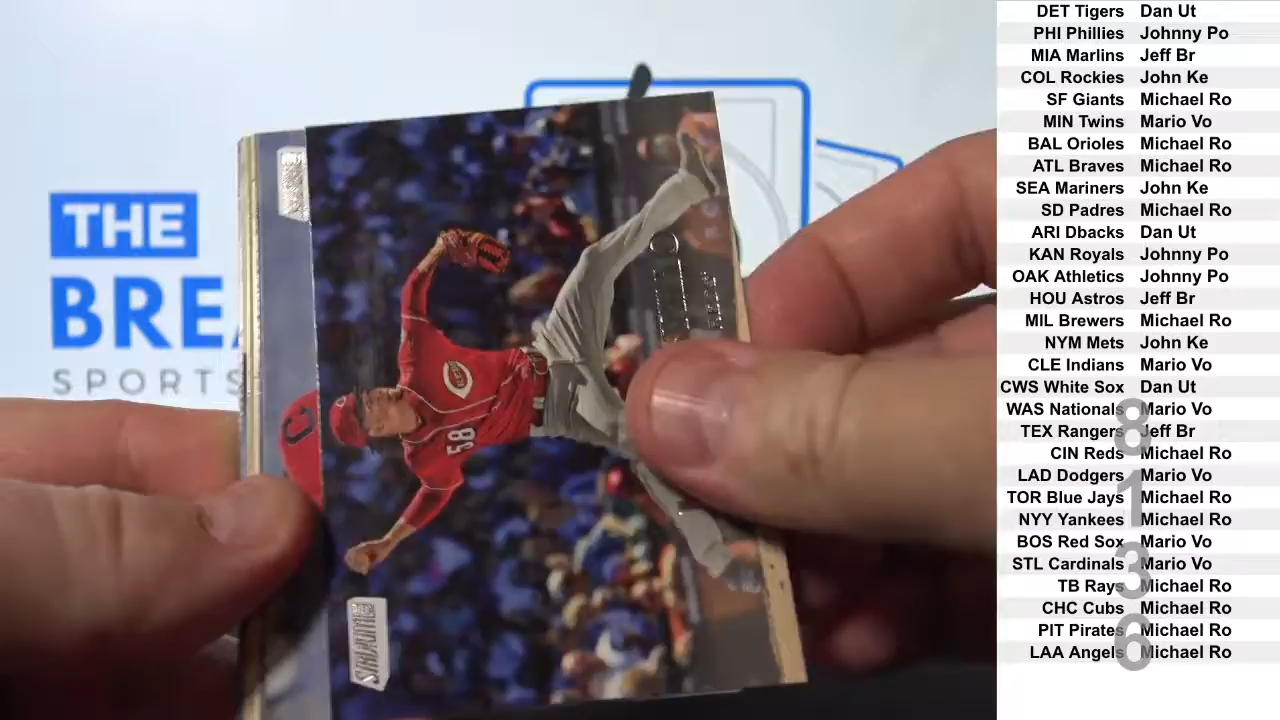 THE
BREA
SPORTS
58
STADIUM
DET Tigers Dan Ut
PHI Phillies Johnny Po
MIA Marlins Jeff Br
COL Rockies John Ke
SF Giants Michael Ro
MIN Twins Mario Vo
BAL Orioles Michael Ro
ATL Braves Michael Ro
SEA Mariners John Ke
SD Padres Michael Ro
ARI Dbacks Dan Ut
KAN Royals Johnny Po
OAK Athletics Johnny Po
HOU Astros Jeff Br
MIL Brewers Michael Ro
NYM Mets John Ke
CLE Indians Mario Vo
CWS White Sox Dan Ut
WAS Nationals Mario Vo
TEX Rangers Jeff Br
CIN Reds Michael Ro
LAD Dodgers Mario Vo
TOR Blue Jays Michael Ro
NYY Yankees Michael Ro
BOS Red Sox Mario Vo
STL Cardinals Mario Vo
TB Rays Michael Ro
CHC Cubs Michael Ro
PIT Pirates Michael Ro
LAA Angels Michael Ro
8
1
3
6